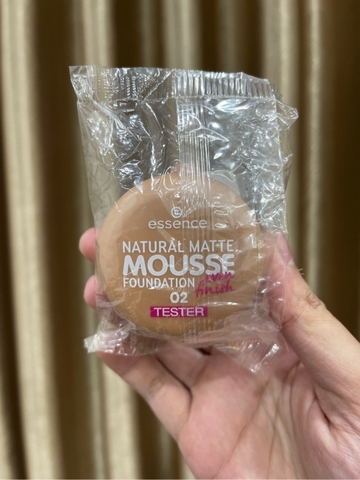 essence
NATURAL MATTE
MOUSSE
FOUNDATION even
02 finish
TESTER